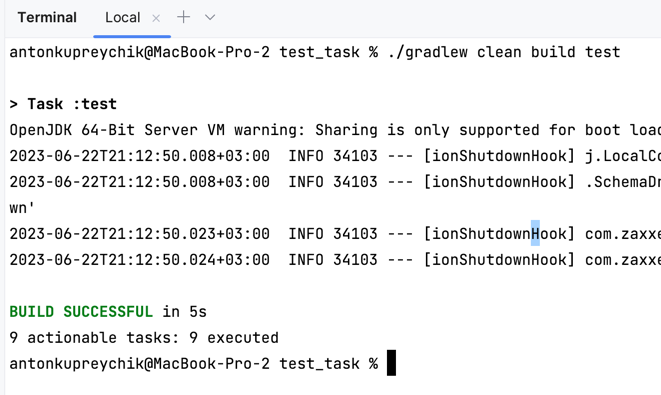 Terminal Local
antonkupreychik@MacBook-Pro-2 test_task % ./gradlew clean build test
> Task :test
OpenJDK 64-Bit Server VM warning: Sharing is only supported for boot load
2023-06-22T21:12:50.008+03:00  INFO 34103 --- [ionShutdownHook] j.LocalCo
2023-06-22T21:12:50.008+03:00  INFO 34103 --- [ionShutdownHook] .SchemaDr
wn'
2023-06-22T21:12:50.023+03:00  INFO 34103 --- [ionShutdownHook] com.zaxxe
2023-06-22T21:12:50.024+03:00  INFO 34103 --- [ionShutdownHook] com.zaxxe
BUILD SUCCESSFUL in 5s
9 actionable tasks: 9 executed
antonkupreychik@MacBook-Pro-2 test_task %